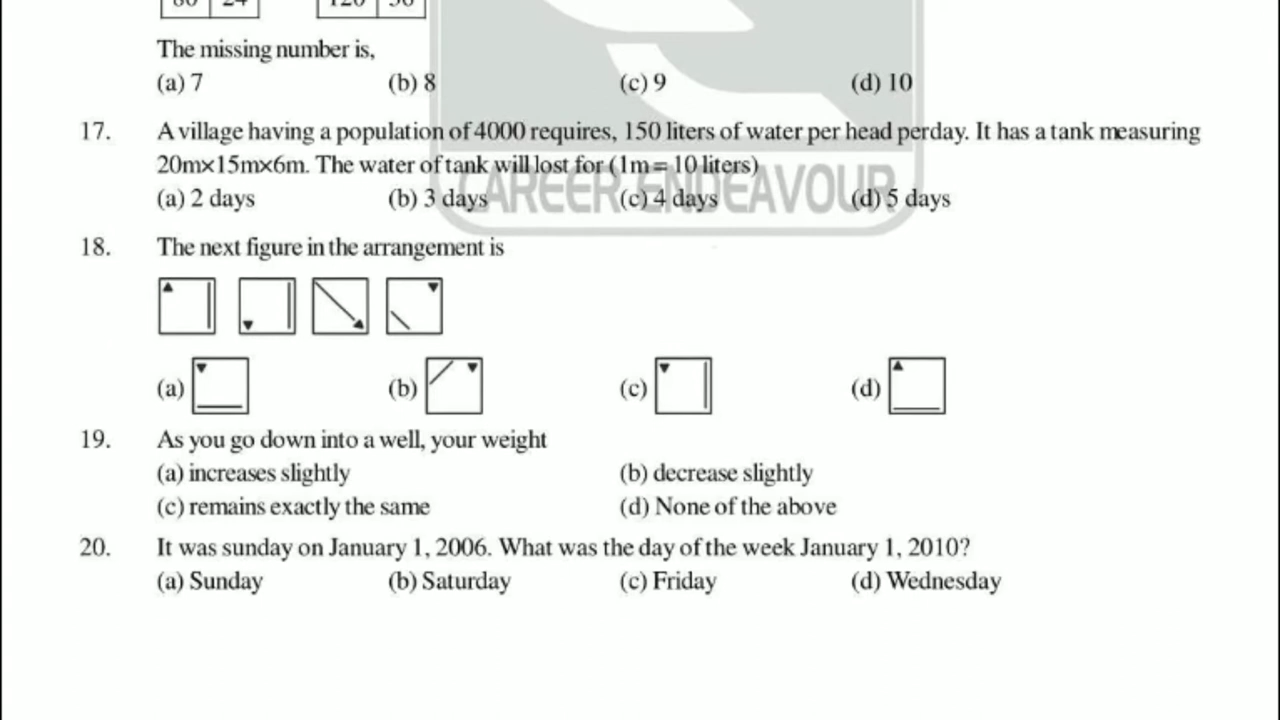 80 24 120 36
The missing number is,
(a) 7 (b) 8 (c) 9 (d) 10
17. A village having a population of 4000 requires, 150 liters of water per head perday. It has a tank measuring
20m×15m×6m. The water of tank will lost for (1m = 10 liters)
CAREER ENDEAVOUR
(a) 2 days (b) 3 days (c) 4 days (d) 5 days
18. The next figure in the arrangement is
(a) (b) (c) (d)
19. As you go down into a well, your weight
(a) increases slightly (b) decrease slightly
(c) remains exactly the same (d) None of the above
20. It was sunday on January 1, 2006. What was the day of the week January 1, 2010?
(a) Sunday (b) Saturday (c) Friday (d) Wednesday